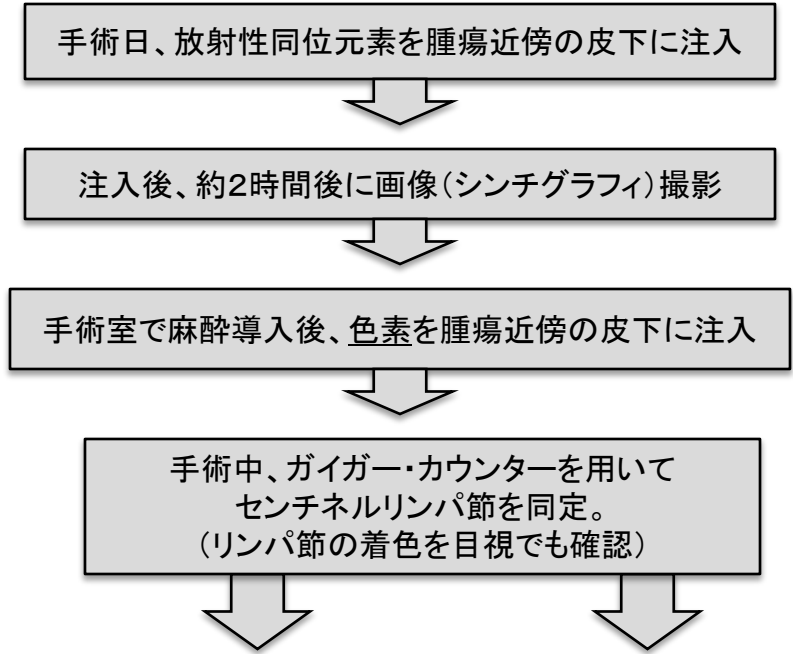 手術日、放射性同位元素を腫瘍近傍の皮下に注入
注入後、約２時間後に画像(シンチグラフィ)撮影
手術室で麻酔導入後、色素を腫瘍近傍の皮下に注入
手術中、ガイガー・カウンターを用いて
センチネルリンパ節を同定。
(リンパ節の着色を目視でも確認)